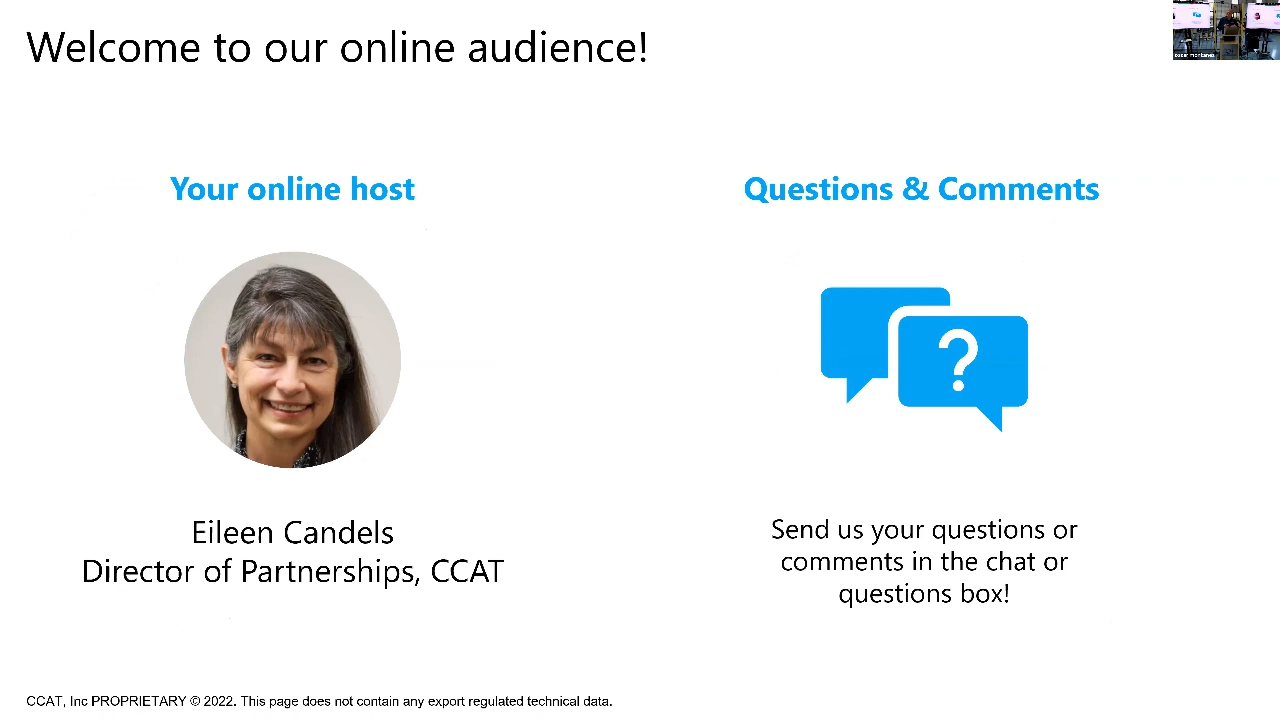 Welcome to our online audience!
oscar montanez
Your online host
Questions & Comments
?
Eileen Candels
Director of Partnerships, CCAT
Send us your questions or
comments in the chat or
questions box!
CCAT, Inc PROPRIETARY © 2022. This page does not contain any export regulated technical data.